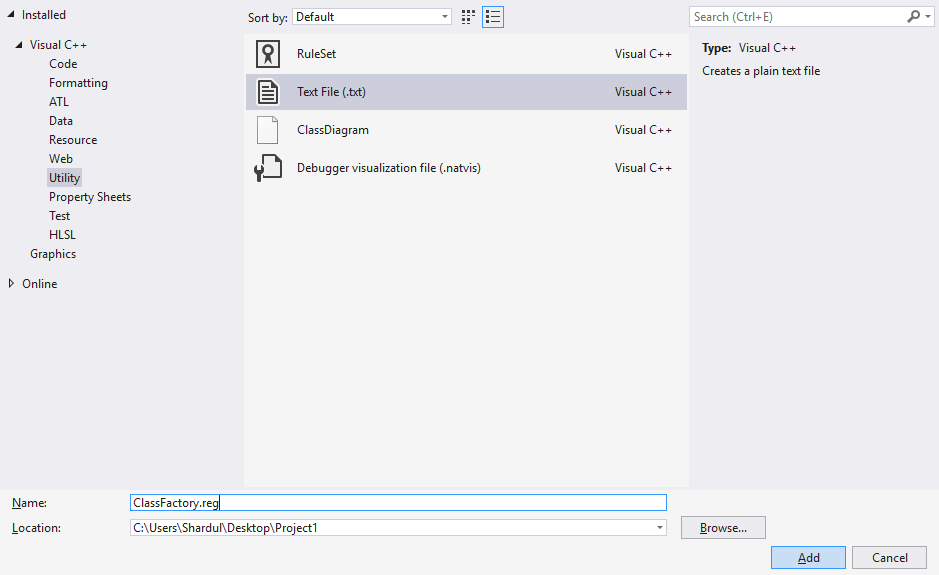 Installed
Visual C++
Code
Formatting
ATL
Data
Resource
Web
Utility
Property Sheets
Test
HLSL
Graphics
Online
Sort by: Default
RuleSet Visual C++
Text File (.txt) Visual C++
ClassDiagram Visual C++
Debugger visualization file (.natvis) Visual C++
Search (Ctrl+E)
Type: Visual C++
Creates a plain text file
Name: ClassFactory.reg
Location: C:\Users\Shardul\Desktop\Project1 Browse...
Add Cancel